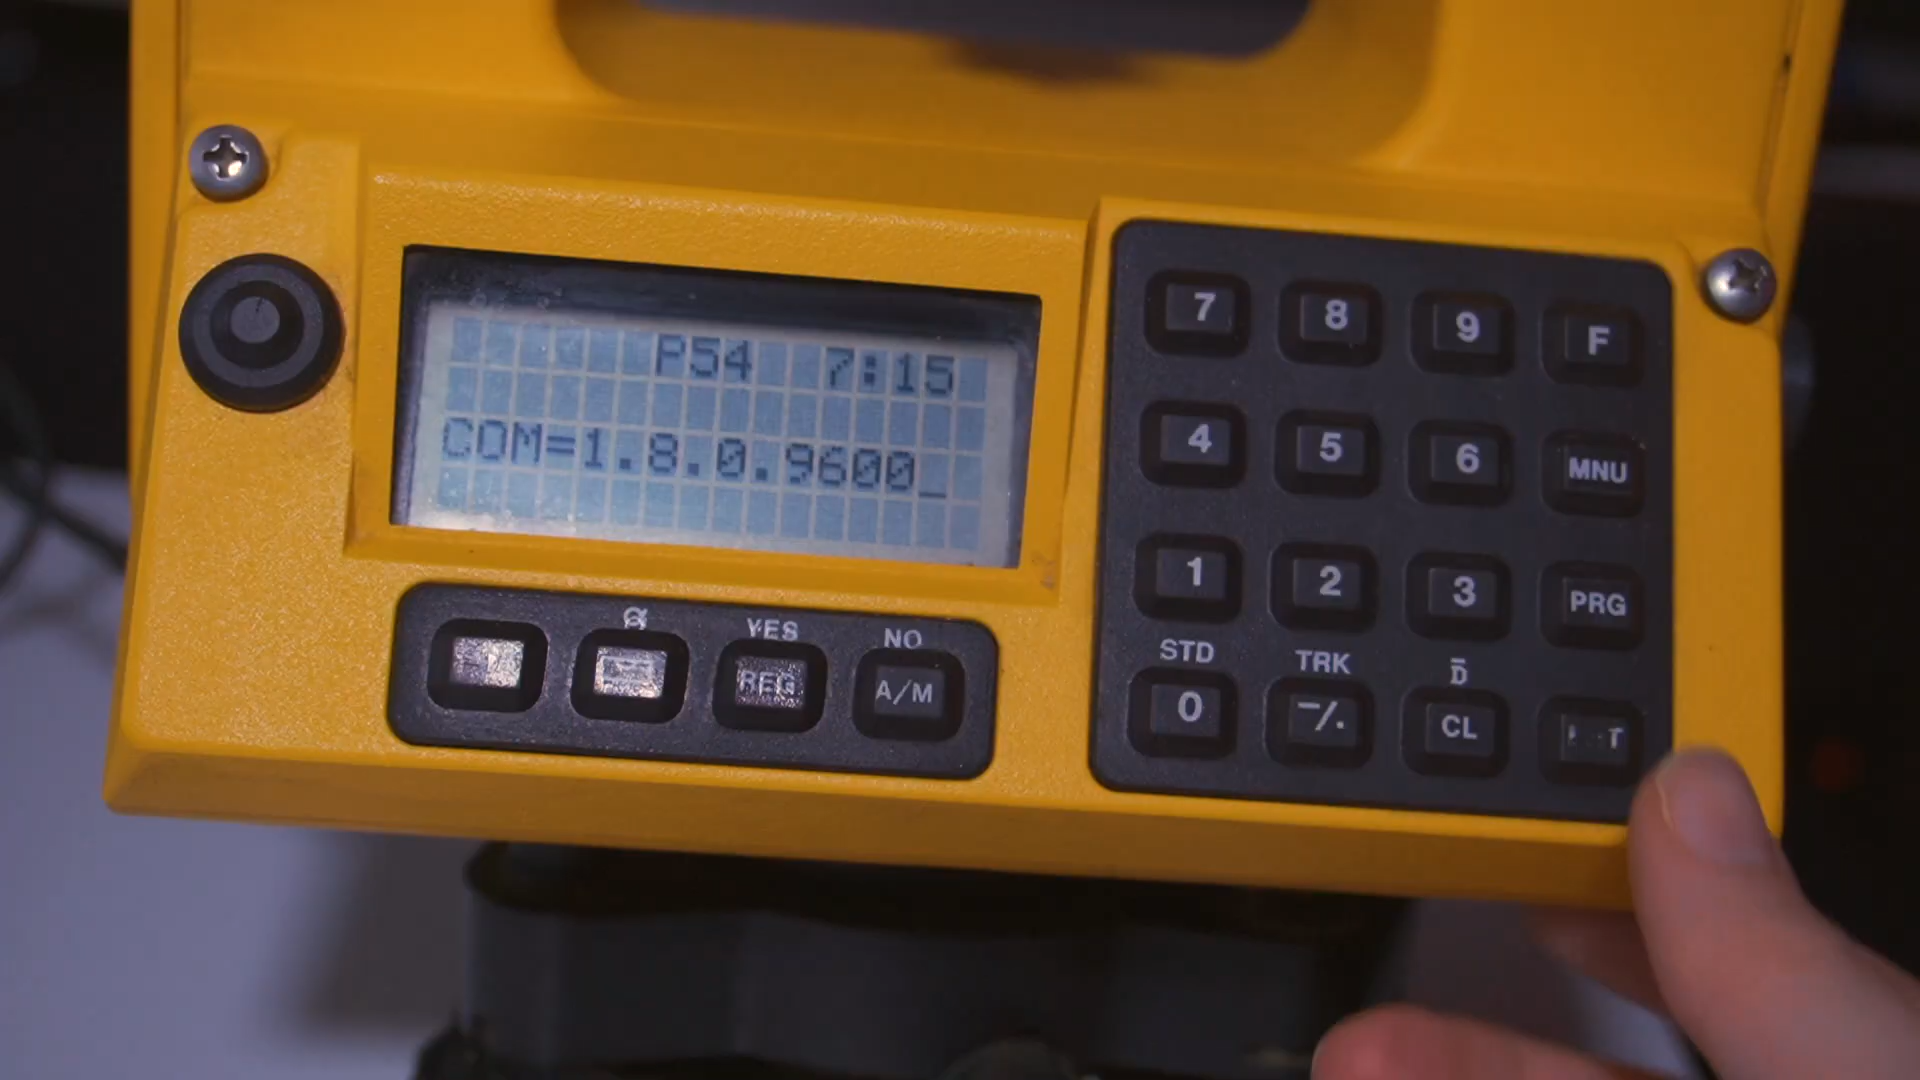 P54 7:15
COM=1.8.0.9600_
YES NO
REG A/M
7 8 9 F
4 5 6 MNU
1 2 3 PRG
STD TRK D̄
0 –/. CL